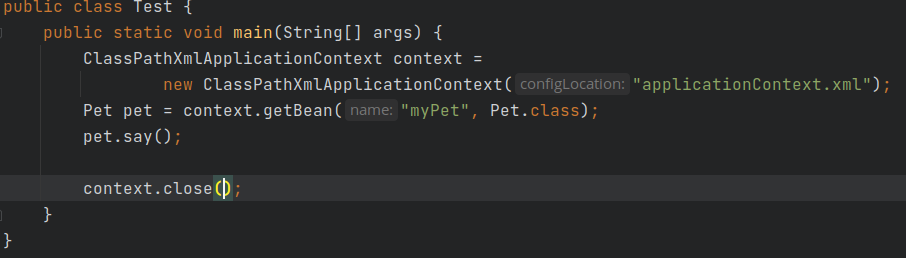 public class Test {
public static void main(String[] args) {
ClassPathXmlApplicationContext context =
new ClassPathXmlApplicationContext( configLocation: "applicationContext.xml");
Pet pet = context.getBean( name: "myPet", Pet.class);
pet.say();
context.close();
}
}